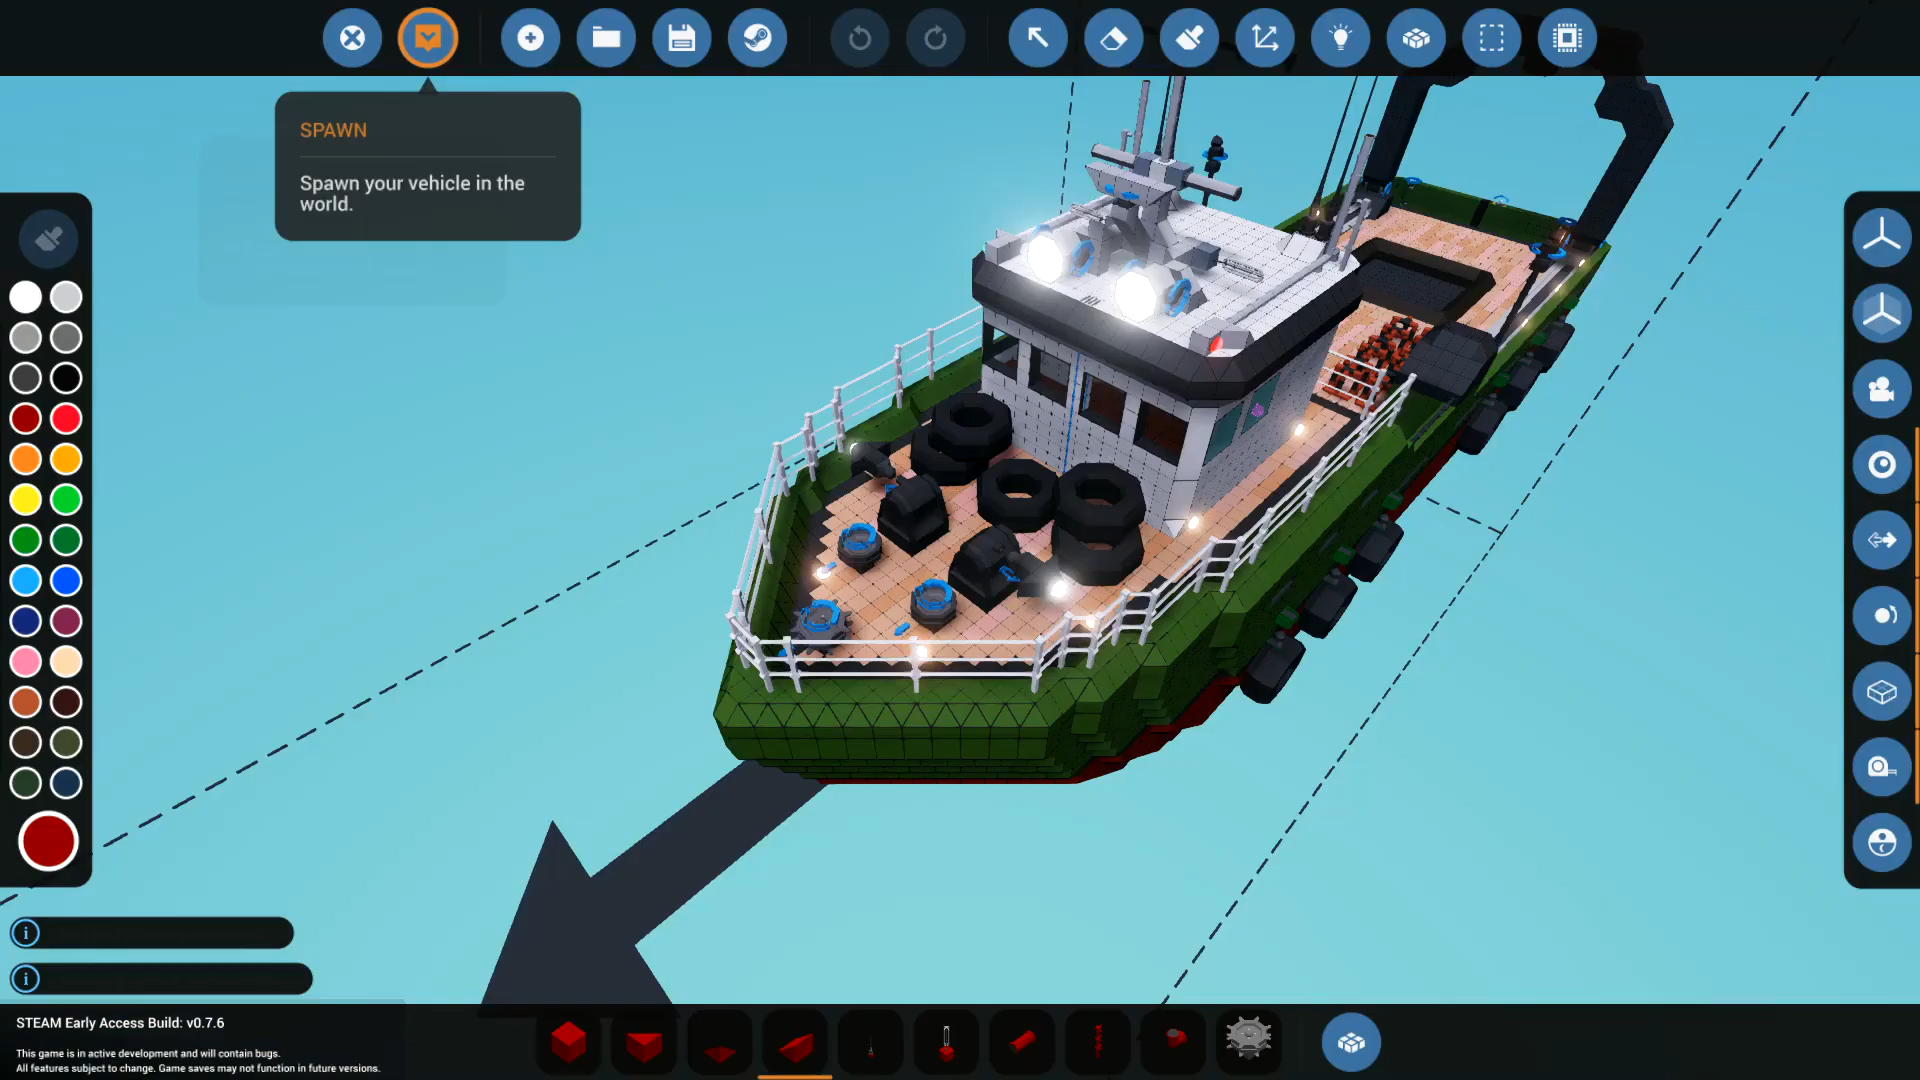 SPAWN
Spawn your vehicle in the
world.
STEAM Early Access Build: v0.7.6
This game is in active development and will contain bugs.
All features subject to change. Game saves may not function in future versions.